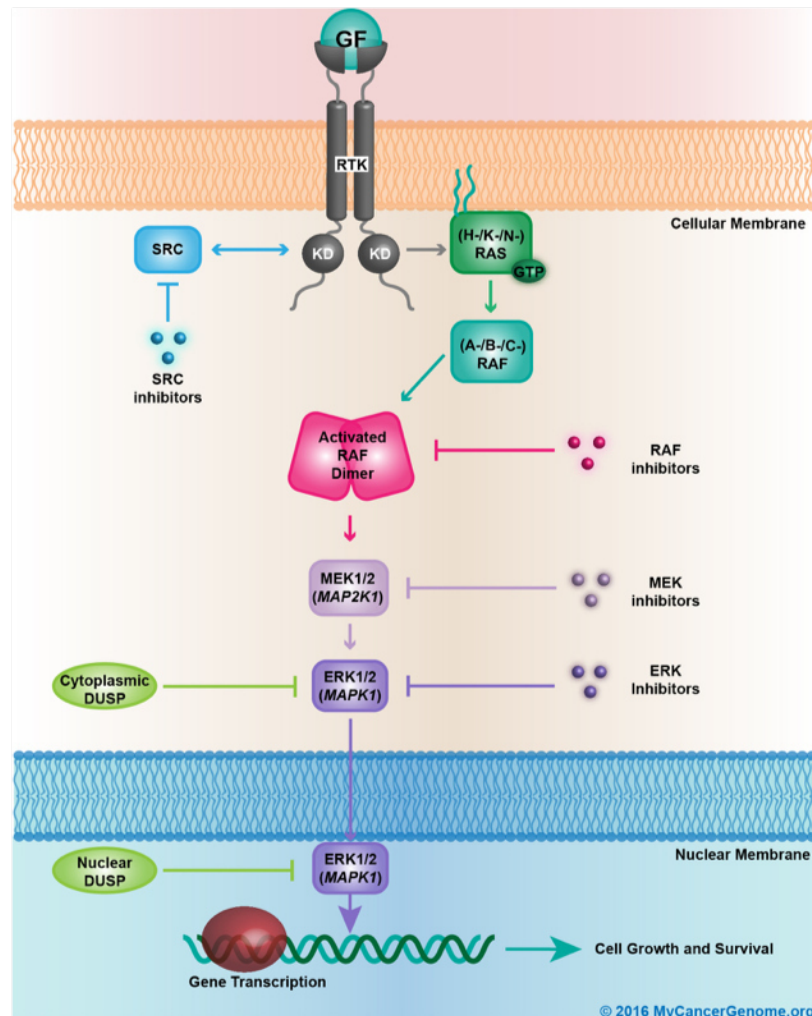 GF
RTK
Cellular Membrane
SRC
KD
KD
(H-/K-/N-)
RAS
GTP
SRC
inhibitors
(A-/B-/C-)
RAF
Activated
RAF
Dimer
RAF
inhibitors
MEK1/2
(MAP2K1)
MEK
inhibitors
Cytoplasmic
DUSP
ERK1/2
(MAPK1)
ERK
Inhibitors
Nuclear Membrane
Nuclear
DUSP
ERK1/2
(MAPK1)
Gene Transcription
Cell Growth and Survival
© 2016 MyCancerGenome.org